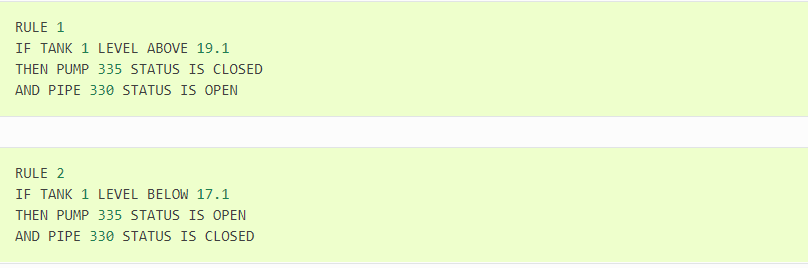 RULE 1
IF TANK 1 LEVEL ABOVE 19.1
THEN PUMP 335 STATUS IS CLOSED
AND PIPE 330 STATUS IS OPEN
RULE 2
IF TANK 1 LEVEL BELOW 17.1
THEN PUMP 335 STATUS IS OPEN
AND PIPE 330 STATUS IS CLOSED